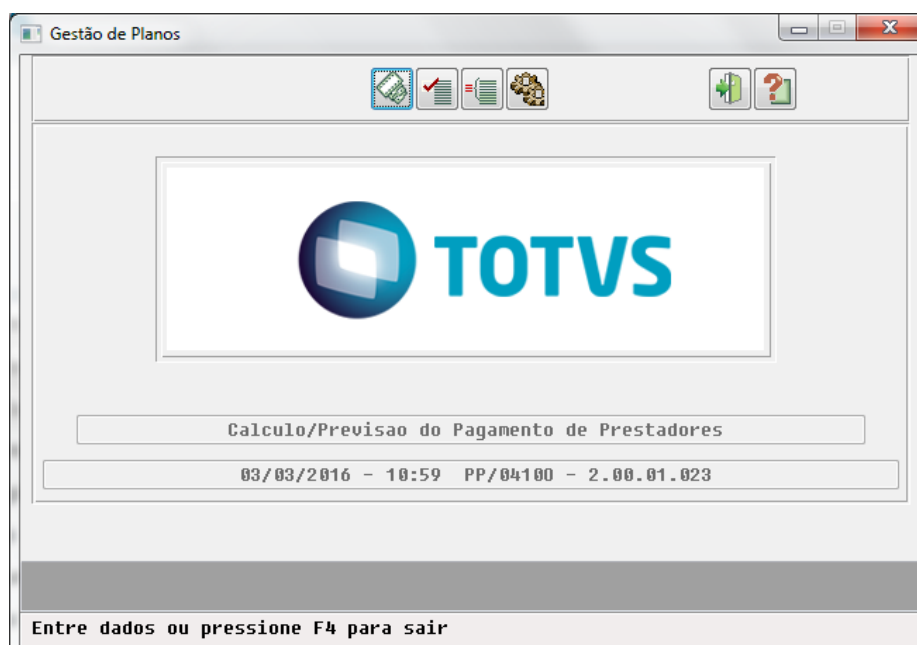 Gestão de Planos
TOTVS
Calculo/Previsao do Pagamento de Prestadores
03/03/2016 - 10:59 PP/0410O - 2.00.01.023
Entre dados ou pressione F4 para sair